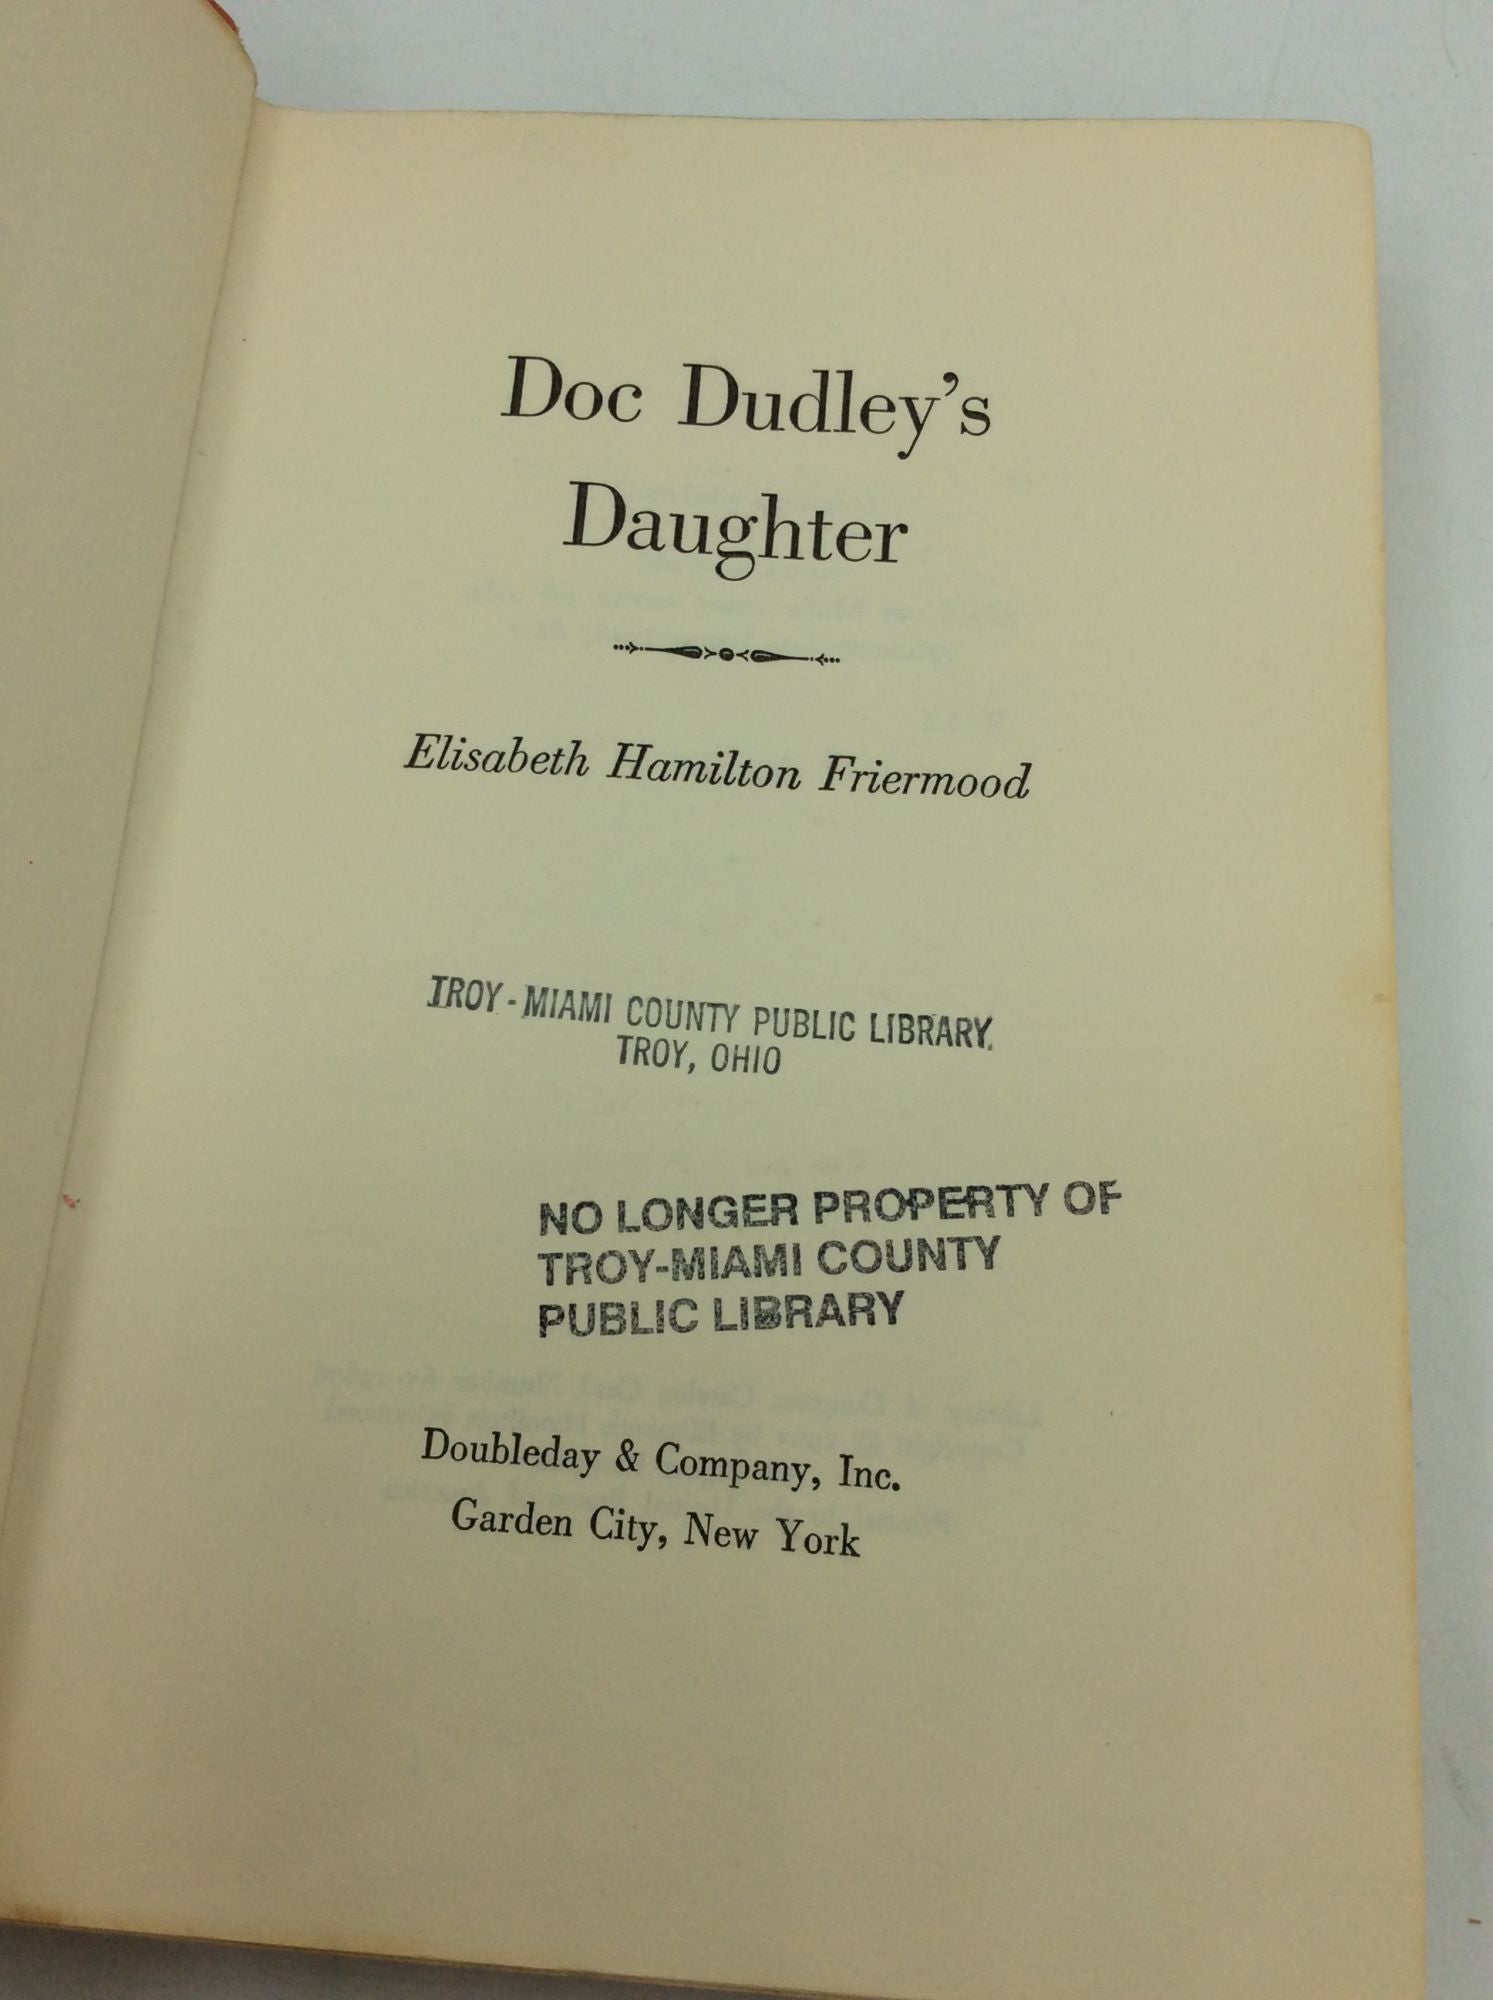 Doc Dudley's
Daughter
Elisabeth Hamilton Friermood
TROY-MIAMI COUNTY PUBLIC LIBRARY.
TROY, OHIO
NO LONGER PROPERTY OF
TROY-MIAMI COUNTY
PUBLIC LIBRARY
Doubleday & Company, Inc.
Garden City, New York